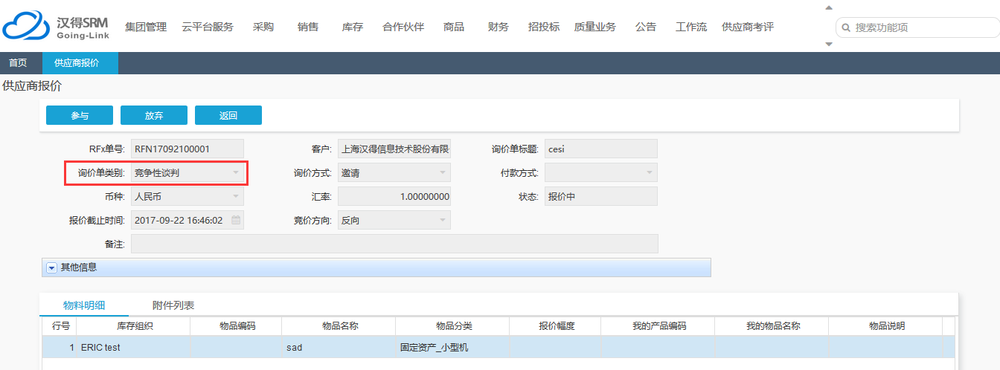 汉得SRM
Going-Link
集团管理 云平台服务 采购 销售 库存 合作伙伴 商品 财务 招投标 质量业务 公告 工作流 供应商考评
搜索功能项
首页 供应商报价
供应商报价
参与 放弃 返回
RFx单号: RFN17092100001 客户: 上海汉得信息技术股份有限 询价单标题: cesi
询价单类别: 竞争性谈判 询价方式: 邀请 付款方式:
币种: 人民币 汇率: 1.00000000 状态: 报价中
报价截止时间: 2017-09-22 16:46:02 竞价方向: 反向
备注:
其他信息
物料明细 附件列表
行号 库存组织 物品编码 物品名称 物品分类 报价幅度 我的产品编码 我的物品名称 物品说明
1 ERIC test sad 固定资产_小型机